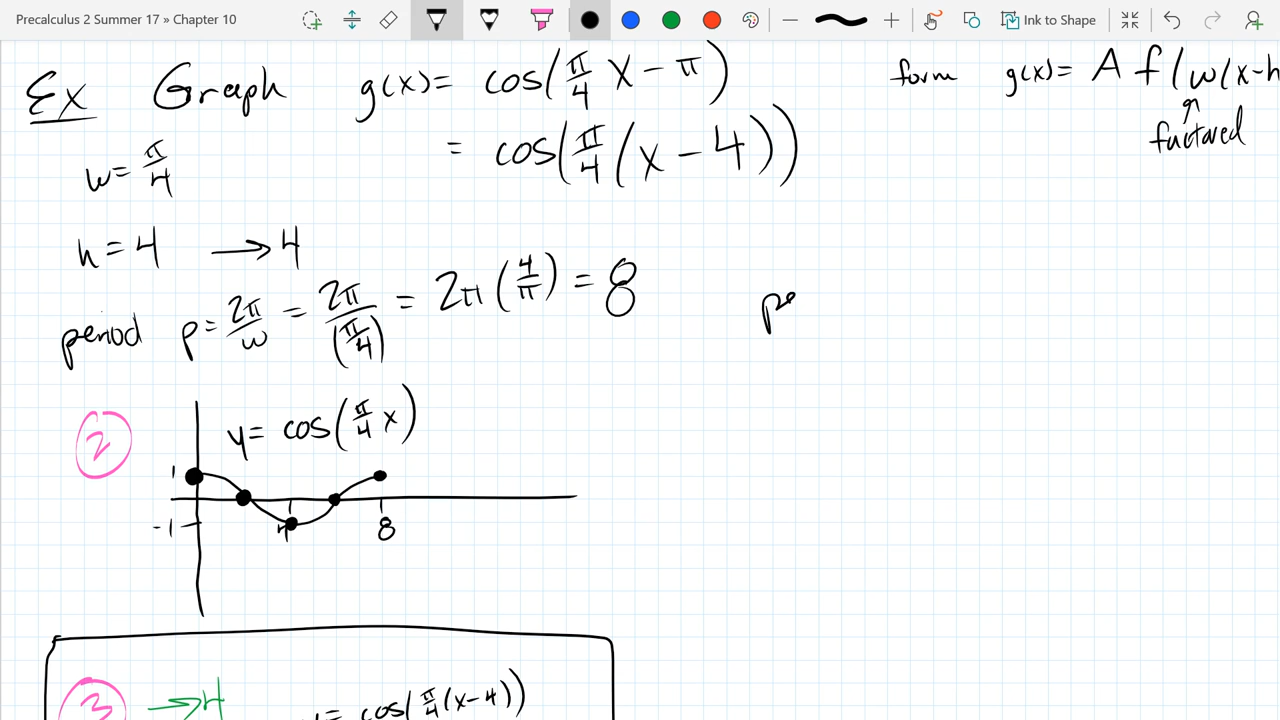 Precalculus 2 Summer 17 » Chapter 10
Ink to Shape
Ex Graph g(x) = cos(π/4 x − π)
form g(x) = A f(w(x−h
= cos(π/4 (x − 4))
factored
w = π/4
h = 4 → 4
period p = 2π/w = 2π/(π/4) = 2π(4/π) = 8
pe
2
y = cos(π/4 x)
1
-1
4
8
3
→ 4
y = cos(π/4(x−4))